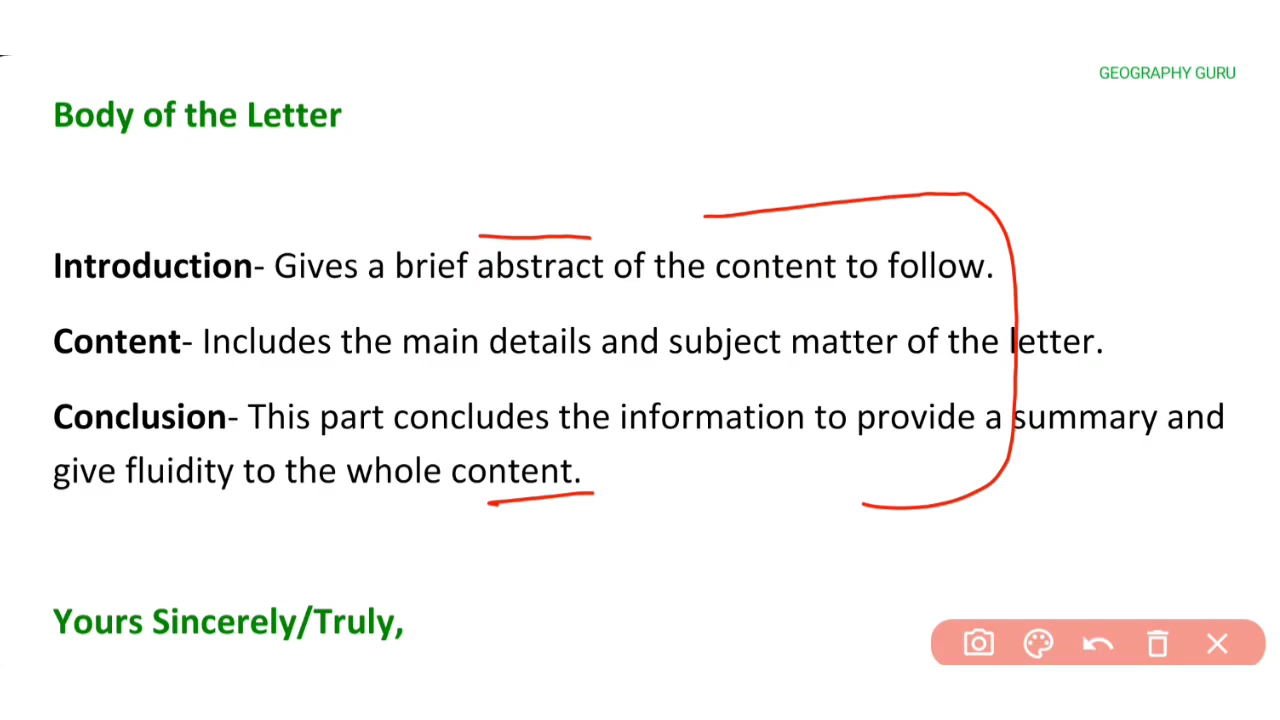 GEOGRAPHY GURU
Body of the Letter
Introduction- Gives a brief abstract of the content to follow.
Content- Includes the main details and subject matter of the letter.
Conclusion- This part concludes the information to provide a summary and
give fluidity to the whole content.
Yours Sincerely/Truly,